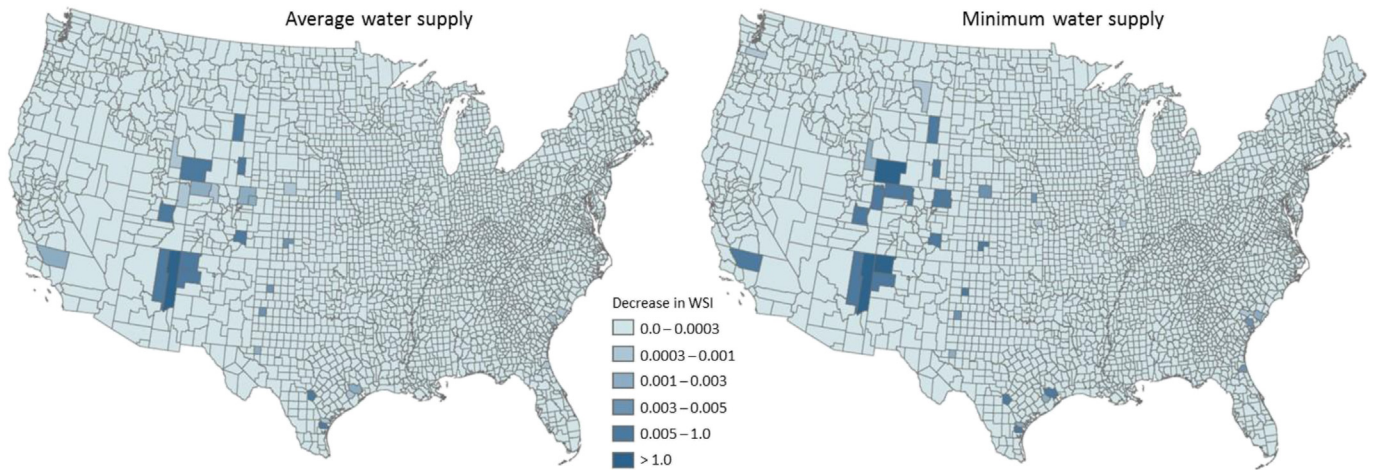 Average water supply
Minimum water supply
Decrease in WSI
0.0 – 0.0003
0.0003 – 0.001
0.001 – 0.003
0.003 – 0.005
0.005 – 1.0
> 1.0